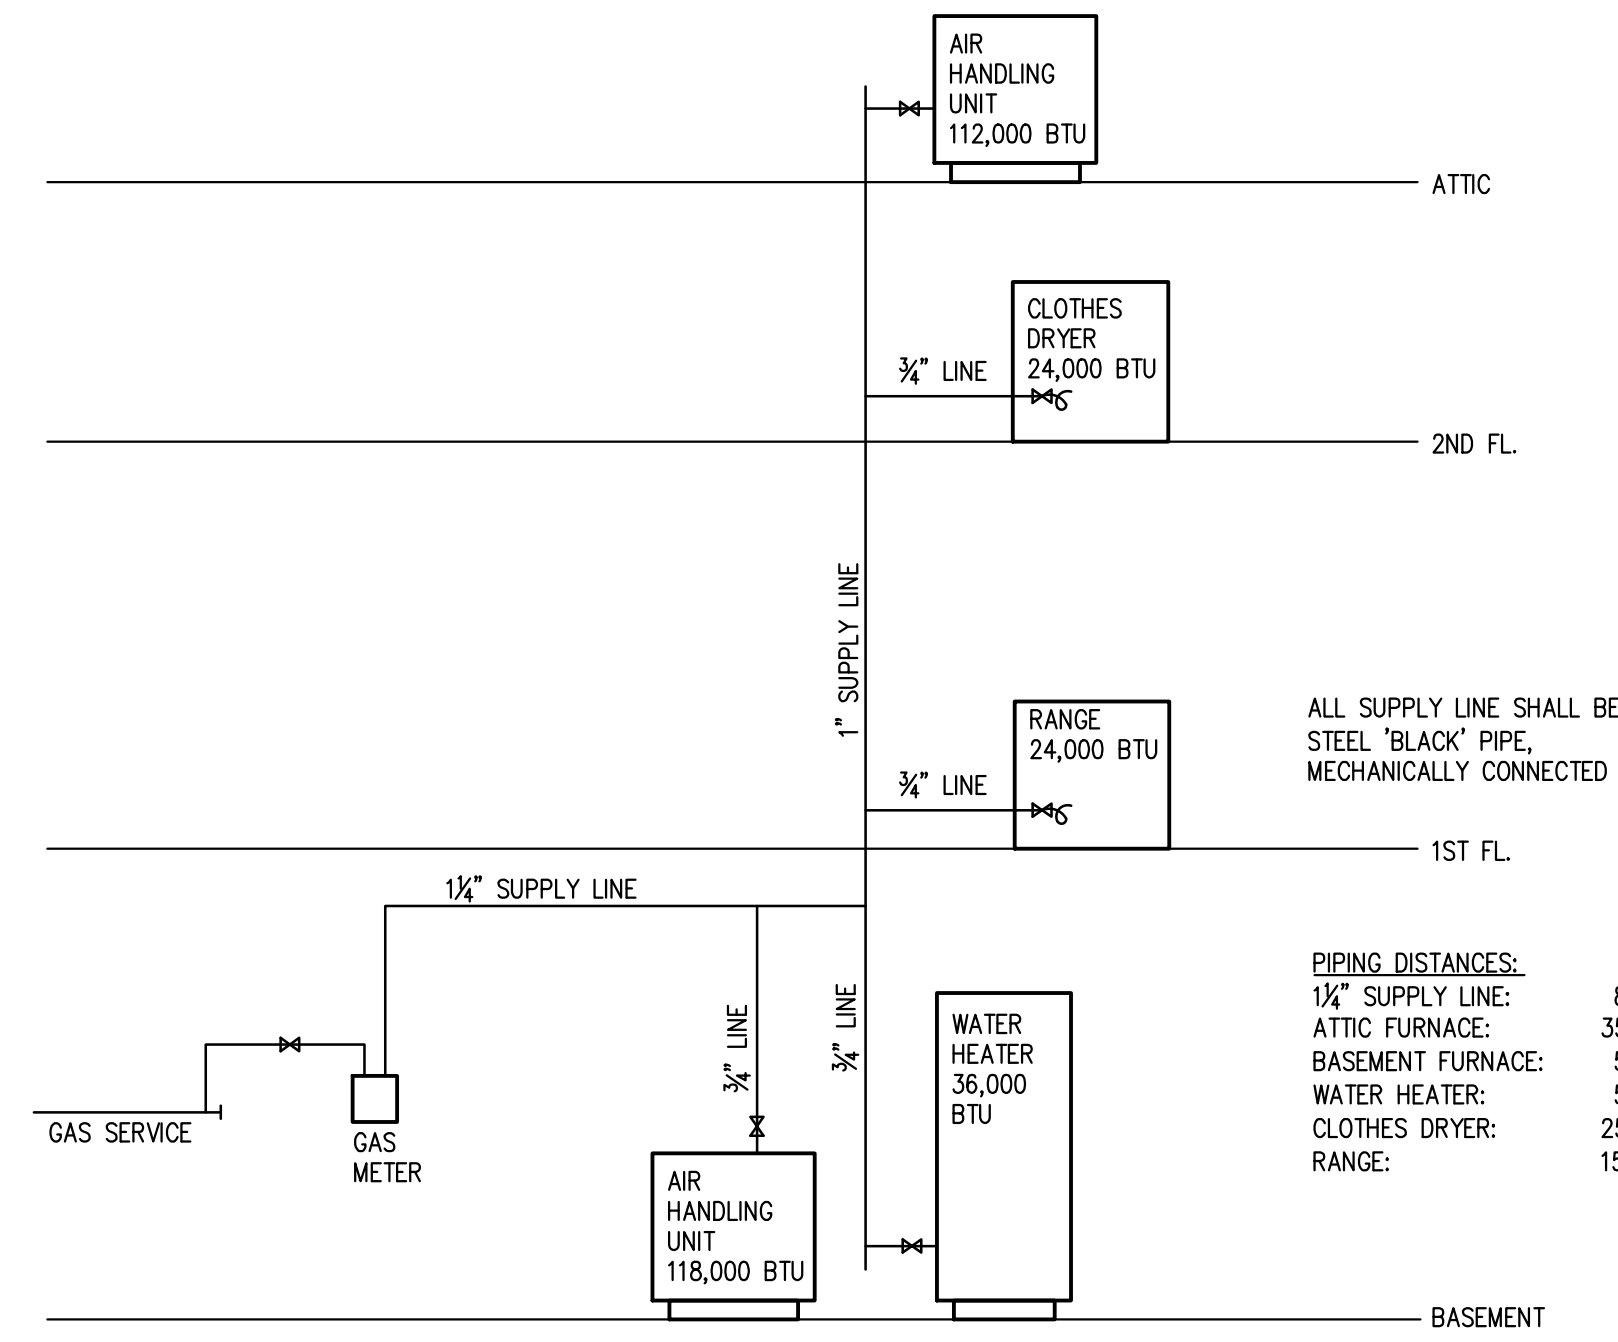 AIR
HANDLING
UNIT
112,000 BTU
ATTIC
CLOTHES
DRYER
24,000 BTU
¾" LINE
2ND FL.
1" SUPPLY LINE
RANGE
24,000 BTU
¾" LINE
ALL SUPPLY LINE SHALL BE
STEEL 'BLACK' PIPE,
MECHANICALLY CONNECTED
1ST FL.
1¼" SUPPLY LINE
¾" LINE
¾" LINE
WATER
HEATER
36,000
BTU
GAS SERVICE
GAS
METER
AIR
HANDLING
UNIT
118,000 BTU
PIPING DISTANCES:
1¼" SUPPLY LINE:
ATTIC FURNACE:
BASEMENT FURNACE:
WATER HEATER:
CLOTHES DRYER:
RANGE:
BASEMENT